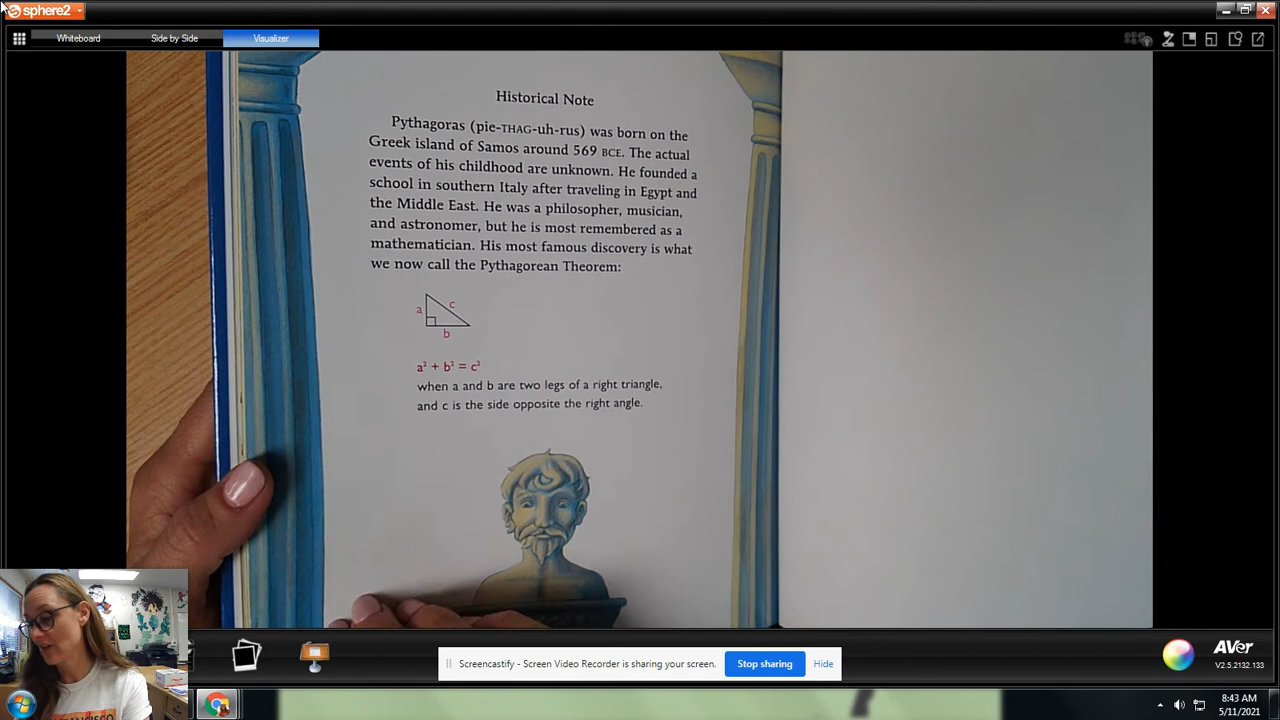 sphere2
Whiteboard
Side by Side
Visualizer
Historical Note
Pythagoras (pie-THAG-uh-rus) was born on the
Greek island of Samos around 569 BCE. The actual
events of his childhood are unknown. He founded a
school in southern Italy after traveling in Egypt and
the Middle East. He was a philosopher, musician,
and astronomer, but he is most remembered as a
mathematician. His most famous discovery is what
we now call the Pythagorean Theorem:
a
c
b
a² + b² = c²
when a and b are two legs of a right triangle,
and c is the side opposite the right angle.
Screencastify - Screen Video Recorder is sharing your screen.
Stop sharing
Hide
AVer
V2.5.2132.133
8:43 AM
5/11/2021